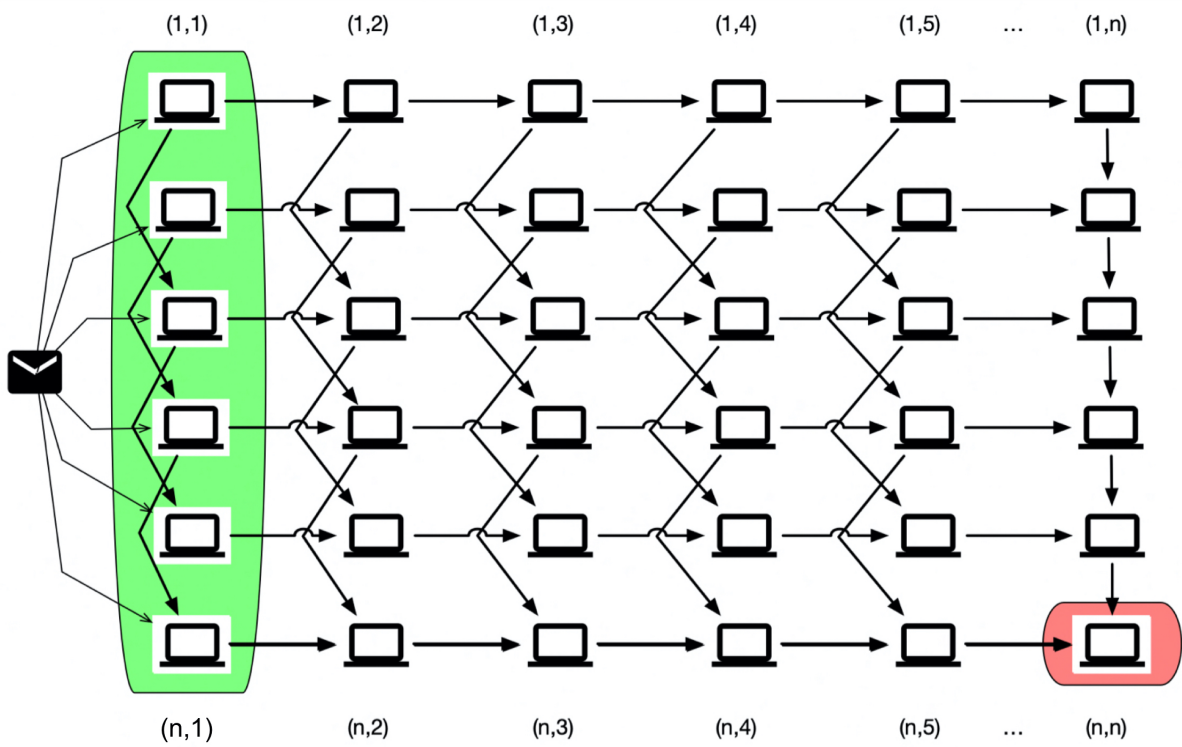 (1,1) (1,2) (1,3) (1,4) (1,5) ... (1,n)
(n,1) (n,2) (n,3) (n,4) (n,5) ... (n,n)